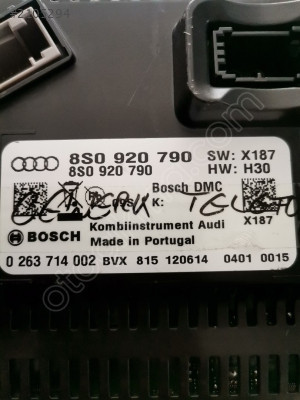 8S0 920 790 SW: X187
8S0 920 790 HW: H30
Bosch DMC
K:
BOSCH X187
Kombiinstrument Audi
Made in Portugal
0 263 714 002 BVX 815 120614 0401 0015